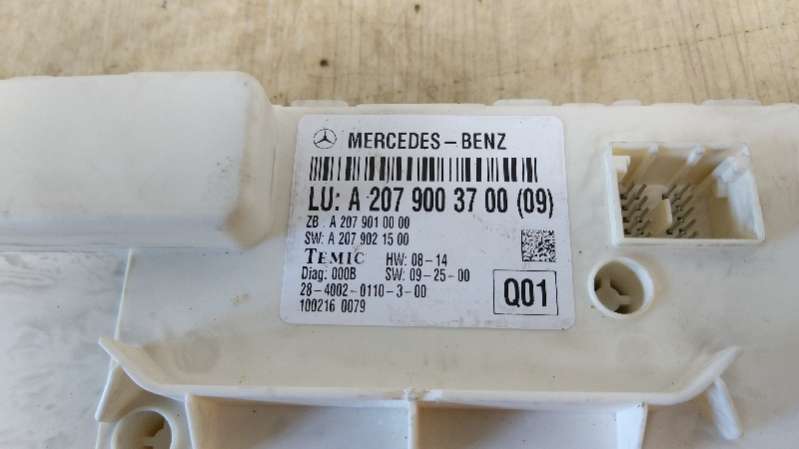 MERCEDES-BENZ
LU: A 207 900 37 00 (09)
ZB : A 207 901 00 00
SW: A 207 902 15 00
TEMIC HW: 08-14
Diag: 000B SW: 09-25-00
28-4002-0110-3-00
100216 0079
Q01